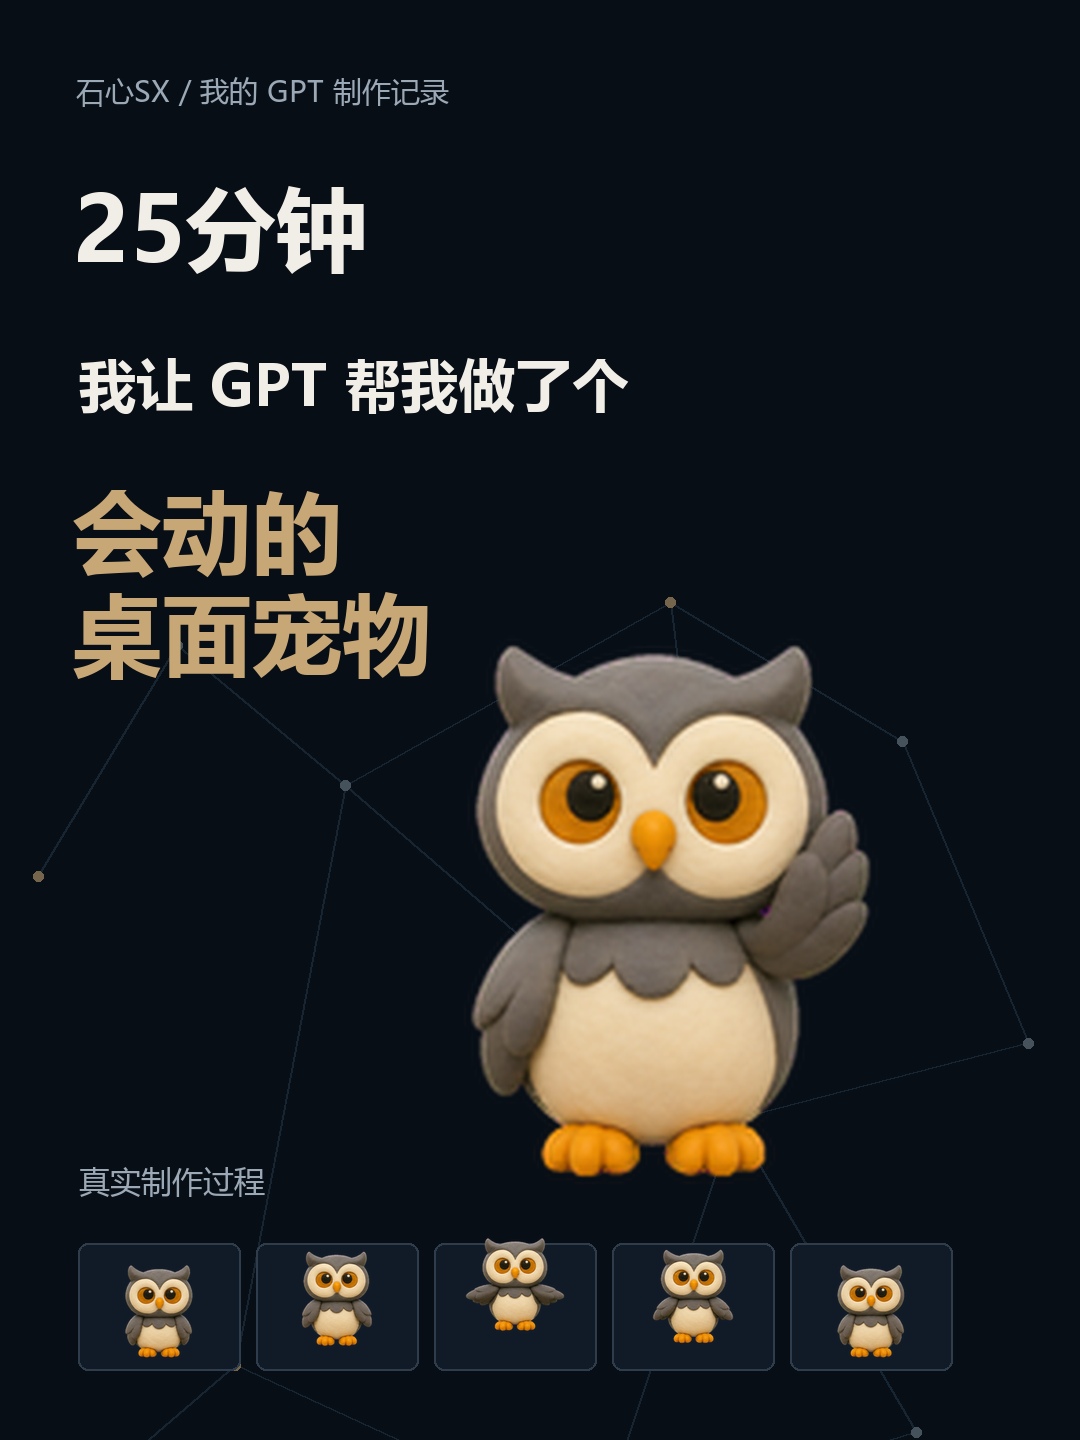 石心SX / 我的 GPT 制作记录
25分钟
我让 GPT 帮我做了个
会动的
桌面宠物
真实制作过程